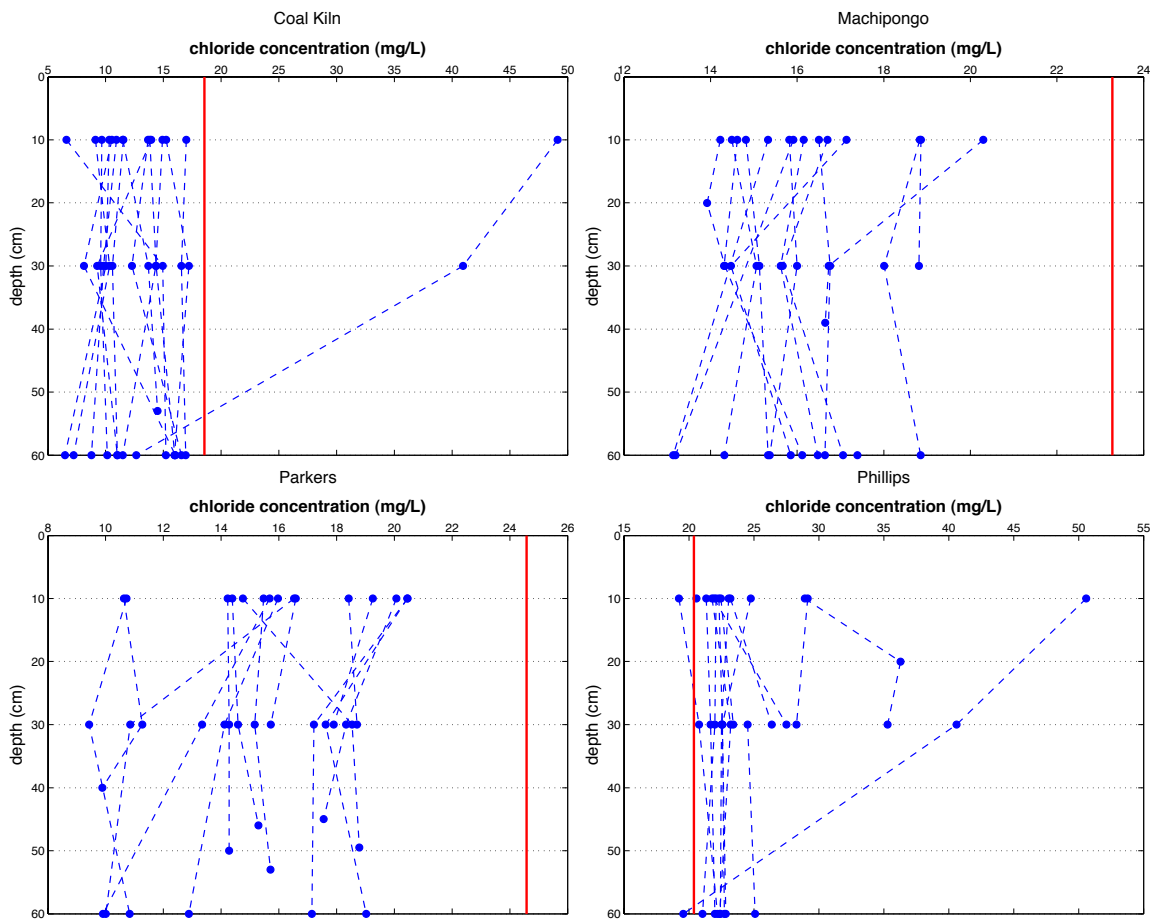 Coal Kiln
chloride concentration (mg/L)
5 10 15 20 25 30 35 40 45 50
0
10
20
30
40
50
60
depth (cm)
Machipongo
chloride concentration (mg/L)
12 14 16 18 20 22 24
0
10
20
30
40
50
60
depth (cm)
Parkers
chloride concentration (mg/L)
8 10 12 14 16 18 20 22 24 26
0
10
20
30
40
50
60
depth (cm)
Phillips
chloride concentration (mg/L)
15 20 25 30 35 40 45 50 55
0
10
20
30
40
50
60
depth (cm)